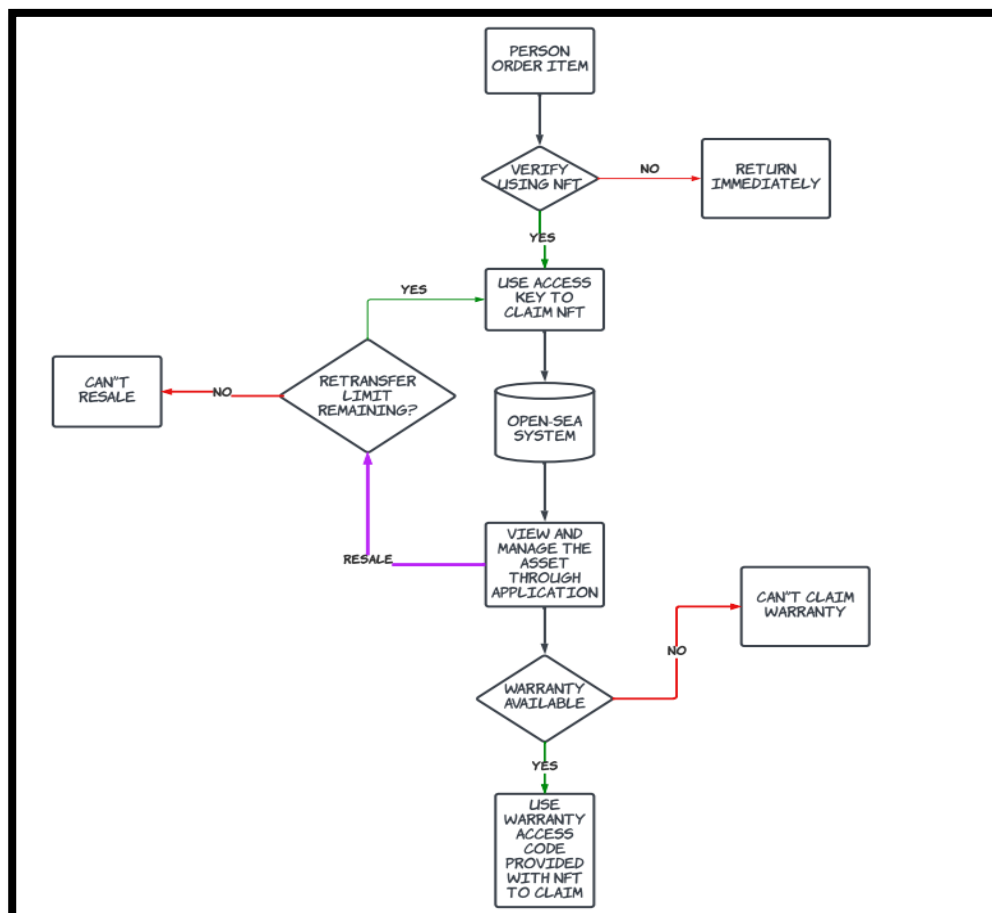 PERSON
ORDER ITEM
VERIFY
USING NFT
NO
RETURN
IMMEDIATELY
YES
USE ACCESS
KEY TO
CLAIM NFT
YES
CAN"T
RESALE
NO
RETRANSFER
LIMIT
REMAINING?
OPEN-SEA
SYSTEM
VIEW AND
MANAGE THE
ASSET
THROUGH
APPLICATION
RESALE
CAN"T CLAIM
WARRANTY
NO
WARRANTY
AVAILABLE
YES
USE
WARRANTY
ACCESS
CODE
PROVIDED
WITH NFT
TO CLAIM